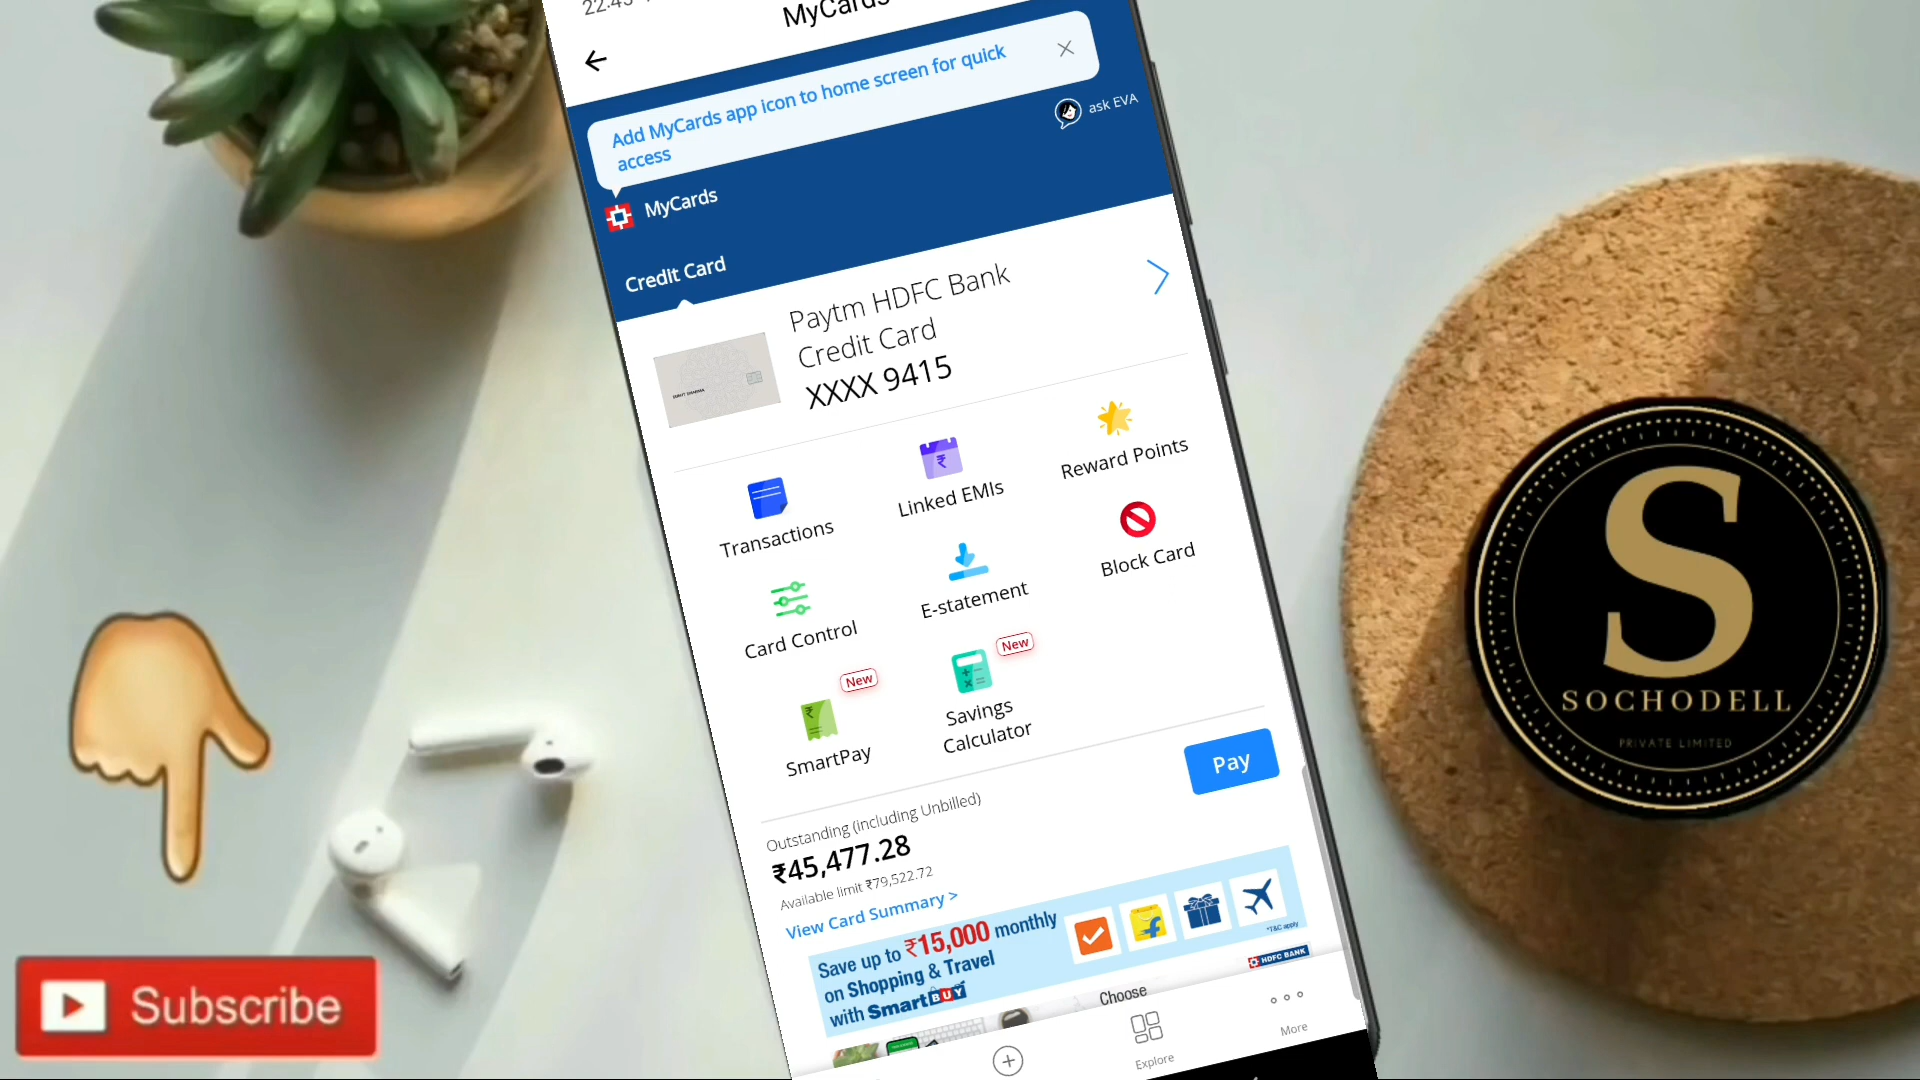 MyCards
Add MyCards app icon to home screen for quick
access
ask EVA
MyCards
Credit Card
Paytm HDFC Bank
Credit Card
XXXX 9415
Transactions
Linked EMIs
Reward Points
Card Control
E-statement
Block Card
New
SmartPay
New
Savings
Calculator
Outstanding (including Unbilled)
₹45,477.28
Available limit ₹79,522.72
View Card Summary >
Pay
Save up to ₹15,000 monthly
on Shopping & Travel
with SmartBUY
*T&C apply
HDFC BANK
Choose
Explore
More
Subscribe
S
SOCHODELL
PRIVATE LIMITED